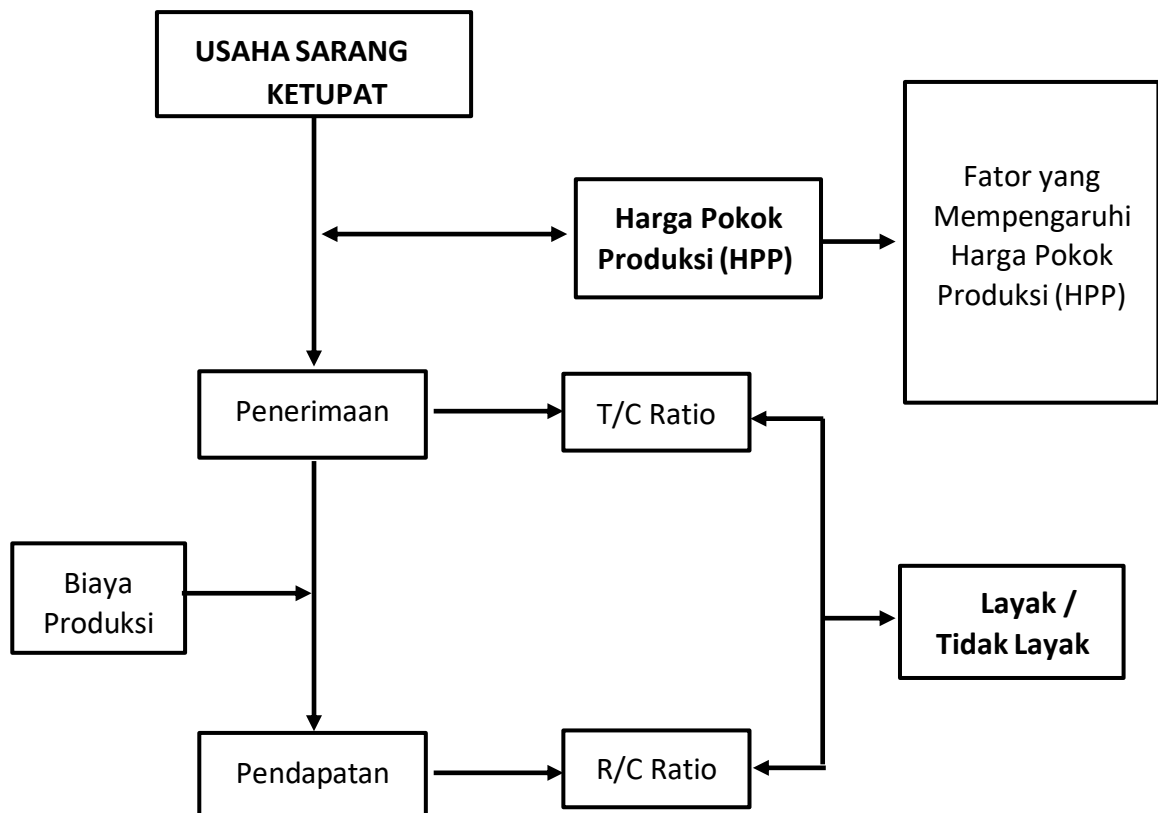 USAHA SARANG
KETUPAT
Harga Pokok
Produksi (HPP)
Fator yang
Mempengaruhi
Harga Pokok
Produksi (HPP)
Penerimaan
T/C Ratio
Biaya
Produksi
Layak /
Tidak Layak
Pendapatan
R/C Ratio